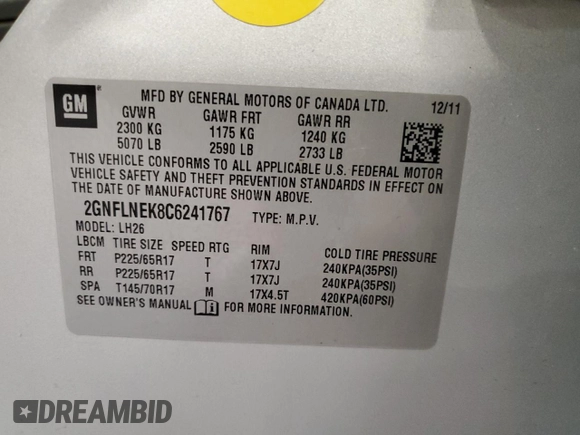 GM ®
MFD BY GENERAL MOTORS OF CANADA LTD. 12/11
GVWR GAWR FRT GAWR RR
2300 KG 1175 KG 1240 KG
5070 LB 2590 LB 2733 LB
THIS VEHICLE CONFORMS TO ALL APPLICABLE U.S. FEDERAL MOTOR
VEHICLE SAFETY AND THEFT PREVENTION STANDARDS IN EFFECT ON
THE DATE OF MANUFACTURE SHOWN ABOVE.
2GNFLNEK8C6241767 TYPE: M.P.V.
MODEL: LH26
LBCM TIRE SIZE SPEED RTG RIM COLD TIRE PRESSURE
FRT P225/65R17 T 17X7J 240KPA(35PSI)
RR P225/65R17 T 17X7J 240KPA(35PSI)
SPA T145/70R17 M 17X4.5T 420KPA(60PSI)
SEE OWNER'S MANUAL FOR MORE INFORMATION.
DREAMBID